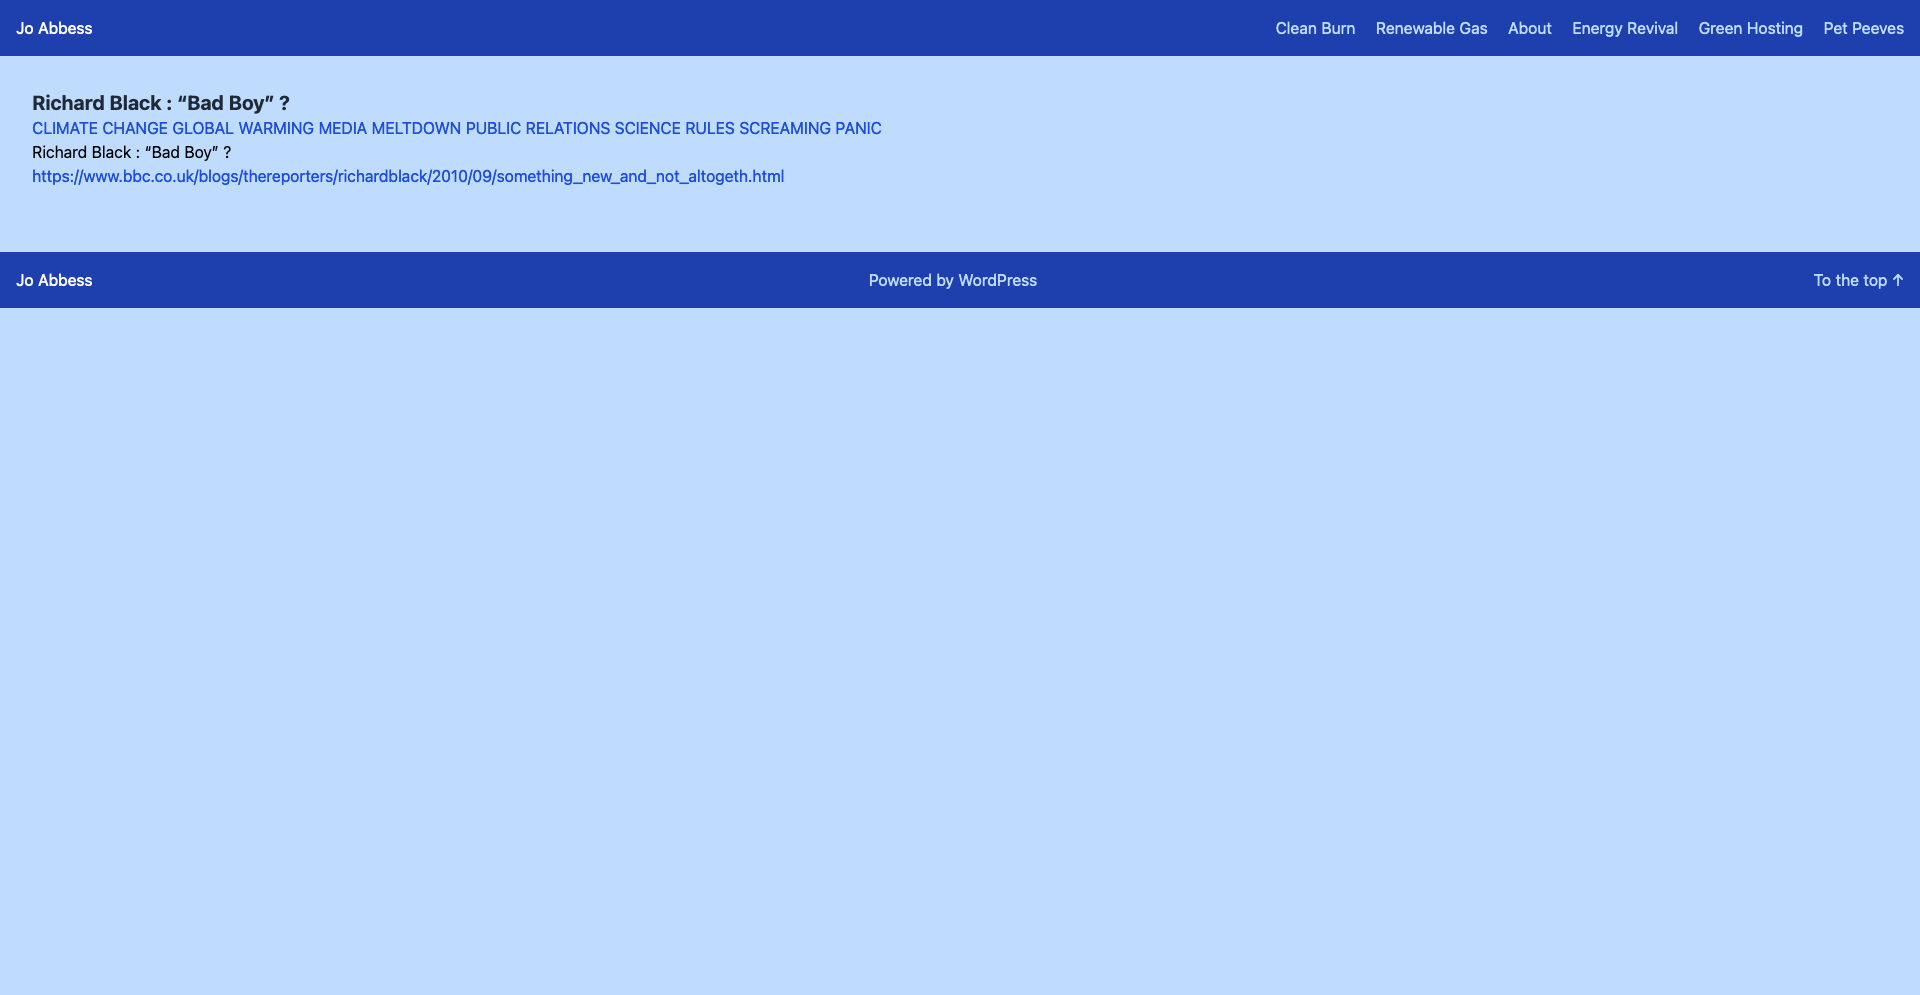 Jo Abbess
Clean Burn Renewable Gas About Energy Revival Green Hosting Pet Peeves
Richard Black : “Bad Boy” ?
CLIMATE CHANGE GLOBAL WARMING MEDIA MELTDOWN PUBLIC RELATIONS SCIENCE RULES SCREAMING PANIC
Richard Black : “Bad Boy” ?
https://www.bbc.co.uk/blogs/thereporters/richardblack/2010/09/something_new_and_not_altogeth.html
Jo Abbess
Powered by WordPress
To the top ↑